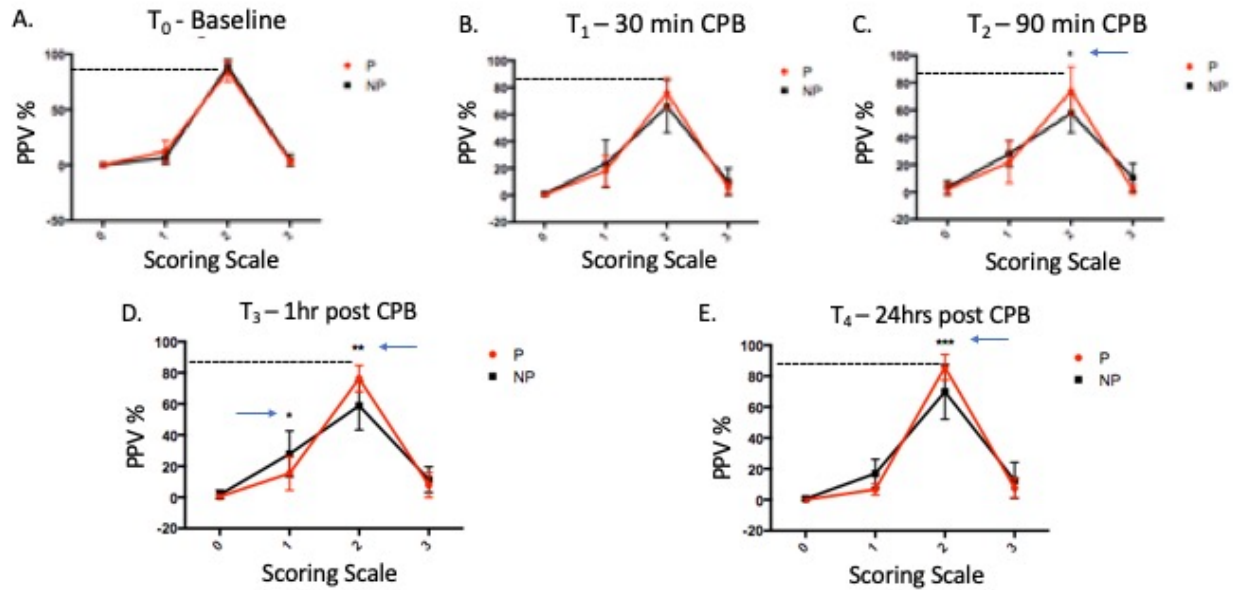 A.
T₀ - Baseline
PPV %
100
50
0
-50
0
1
2
3
Scoring Scale
P
NP
B.
T₁ – 30 min CPB
PPV %
100
80
60
40
20
0
-20
0
1
2
3
Scoring Scale
P
NP
C.
T₂ – 90 min CPB
PPV %
100
80
60
40
20
0
-20
*
0
1
2
3
Scoring Scale
P
NP
D.
T₃ – 1hr post CPB
PPV %
100
80
60
40
20
0
-20
*
**
0
1
2
3
Scoring Scale
P
NP
E.
T₄ – 24hrs post CPB
PPV %
100
80
60
40
20
0
-20
***
0
1
2
3
Scoring Scale
P
NP